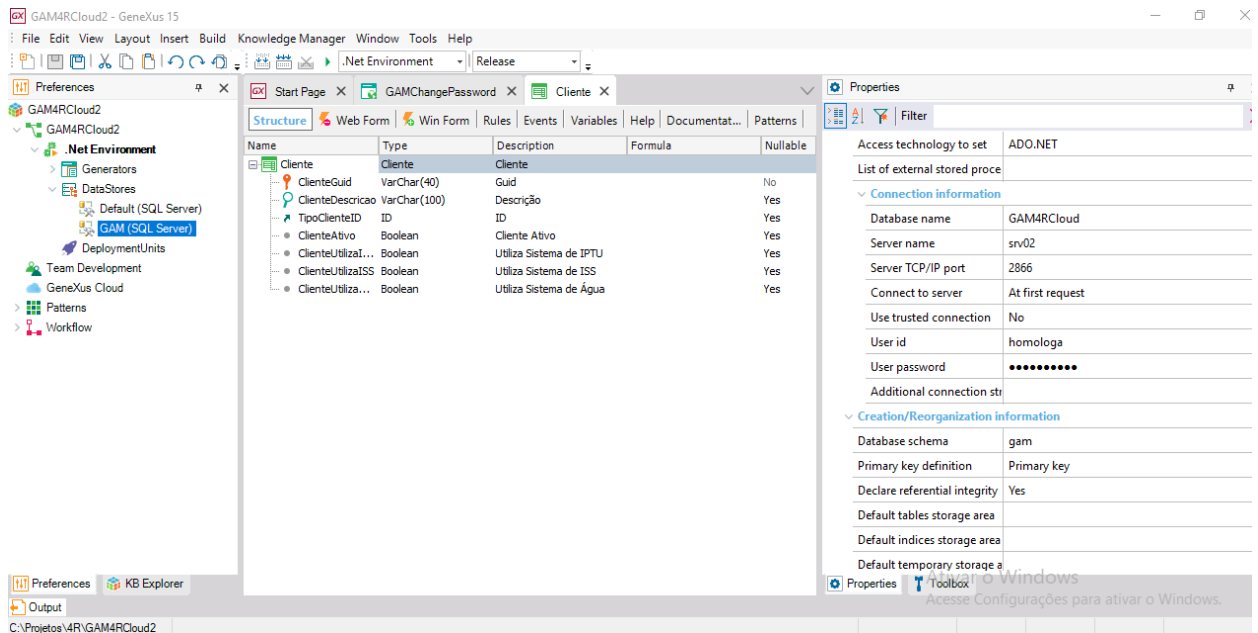 GAM4RCloud2 - GeneXus 15
File Edit View Layout Insert Build Knowledge Manager Window Tools Help
.Net Environment Release
Preferences
GAM4RCloud2
GAM4RCloud2
.Net Environment
Generators
DataStores
Default (SQL Server)
GAM (SQL Server)
DeploymentUnits
Team Development
GeneXus Cloud
Patterns
Workflow
Preferences KB Explorer
Output
C:\Projetos\4R\GAM4RCloud2
Start Page GAMChangePassword Cliente
Structure Web Form Win Form Rules Events Variables Help Documentat... Patterns
Name Type Description Formula Nullable
Cliente Cliente Cliente
ClienteGuid VarChar(40) Guid No
ClienteDescricao VarChar(100) Descrição Yes
TipoClienteID ID ID Yes
ClienteAtivo Boolean Cliente Ativo Yes
ClienteUtilizaI... Boolean Utiliza Sistema de IPTU Yes
ClienteUtilizaISS Boolean Utiliza Sistema de ISS Yes
ClienteUtiliza... Boolean Utiliza Sistema de Água Yes
Properties
Filter
Access technology to set ADO.NET
List of external stored proce
Connection information
Database name GAM4RCloud
Server name srv02
Server TCP/IP port 2866
Connect to server At first request
Use trusted connection No
User id homologa
User password ●●●●●●●●●●
Additional connection str
Creation/Reorganization information
Database schema gam
Primary key definition Primary key
Declare referential integrity Yes
Default tables storage area
Default indices storage area
Default temporary storage a
Properties Toolbox
Ativar o Windows
Acesse Configurações para ativar o Windows.